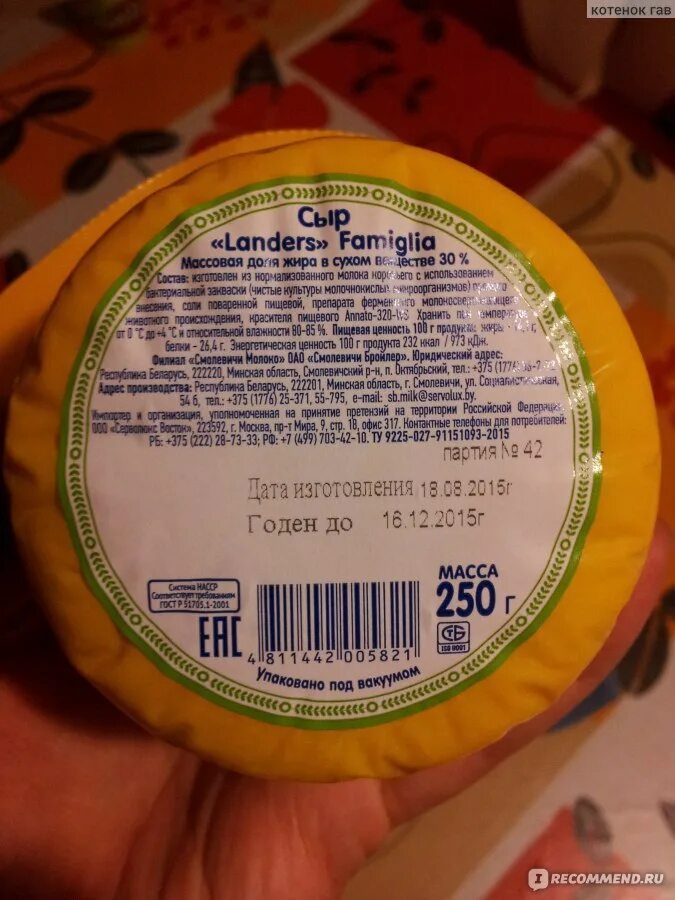 котенок гав
Сыр
«Landers» Famiglia
Массовая доля жира в сухом веществе 30 %
Состав: изготовлен из нормализованного молока коровьего с использованием
бактериальной закваски (чистые культуры молочнокислых микроорганизмов)
внесения, соли поваренной пищевой, препарата ферментного молокосвертывающего
животного происхождения, красителя пищевого Annato-320-WS Хранить при температуре
от 0 °С до +4 °С и относительной влажности 80-85 %. Пищевая ценность 100 г продукта: жиры -
белки - 26,4 г. Энергетическая ценность 100 г продукта 232 ккал / 973 кДж.
Филиал «Смолевичи Молоко» ОАО «Смолевичи Бройлер». Юридический адрес:
Республика Беларусь, 222220, Минская область, Смолевичский р-н, п. Октябрьский, тел.: +375 (1776)
Адрес производства: Республика Беларусь, 222201, Минская область, г. Смолевичи, ул. Социалистическая,
54 б, тел.: +375 (1776) 25-371, 55-795, e-mail: sb.milk@servolux.by.
Импортер и организация, уполномоченная на принятие претензий на территории Российской Федерации,
ООО «Серволюкс Восток», 223592, г. Москва, пр-т Мира, 9, стр. 18, офис 317. Контактные телефоны для потребителей:
РБ: +375 (222) 28-73-33; РФ: +7 (499) 703-42-10. ТУ 9225-027-91151093-2015
партия № 42
Дата изготовления 18.08.2015г
Годен до 16.12.2015г
Система НАССР
Соответствует требованиям
ГОСТ Р 51705.1-2001
EAC
4 811442 005821
МАССА
250 г
СТБ
ISO 9001
Упаковано под вакуумом
IRECOMMEND.RU